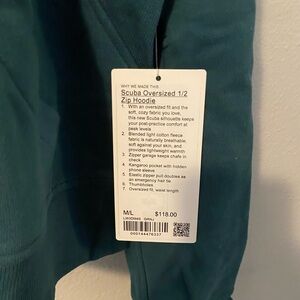 WHY WE MADE THIS
Scuba Oversized 1/2
Zip Hoodie
1. With an oversized fit and the
soft, cozy fabric you love,
this new Scuba silhouette keeps
your post-practice comfort at
peak levels
2. Blended light cotton fleece
fabric is naturally breathable,
soft against your skin, and
provides lightweight warmth
3. Zipper garage keeps chafe in
check
4. Kangaroo pocket with hidden
phone sleeve
5. Elastic zipper pull doubles as
an emergency hair tie
6. Thumbholes
7. Oversized fit, waist length
M/L
$118.00
000144476337